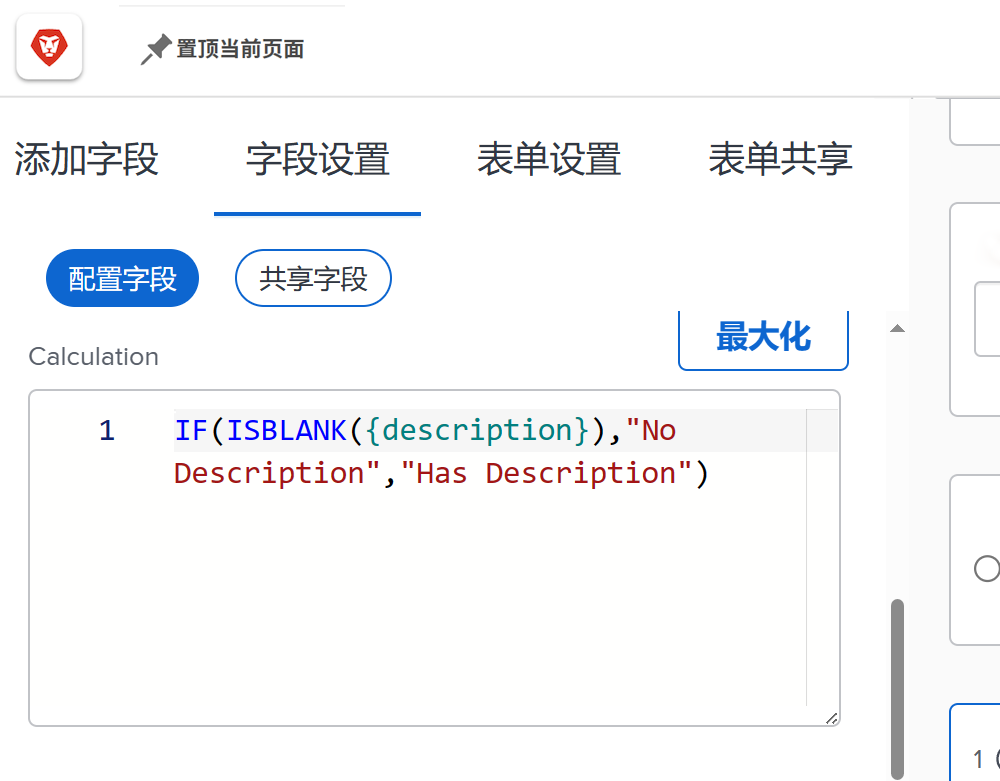 置顶当前页面
添加字段 字段设置 表单设置 表单共享
配置字段 共享字段
最大化
Calculation
1 IF(ISBLANK({description}),"No
Description","Has Description")
1